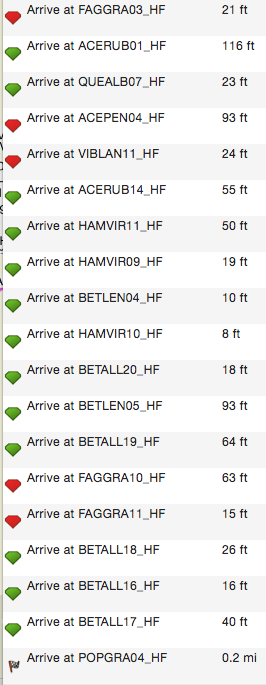 Arrive at FAGGRA03_HF 21 ft
Arrive at ACERUB01_HF 116 ft
Arrive at QUEALB07_HF 23 ft
Arrive at ACEPEN04_HF 93 ft
Arrive at VIBLAN11_HF 24 ft
Arrive at ACERUB14_HF 55 ft
Arrive at HAMVIR11_HF 50 ft
Arrive at HAMVIR09_HF 19 ft
Arrive at BETLEN04_HF 10 ft
Arrive at HAMVIR10_HF 8 ft
Arrive at BETALL20_HF 18 ft
Arrive at BETLEN05_HF 93 ft
Arrive at BETALL19_HF 64 ft
Arrive at FAGGRA10_HF 63 ft
Arrive at FAGGRA11_HF 15 ft
Arrive at BETALL18_HF 26 ft
Arrive at BETALL16_HF 16 ft
Arrive at BETALL17_HF 40 ft
Arrive at POPGRA04_HF 0.2 mi